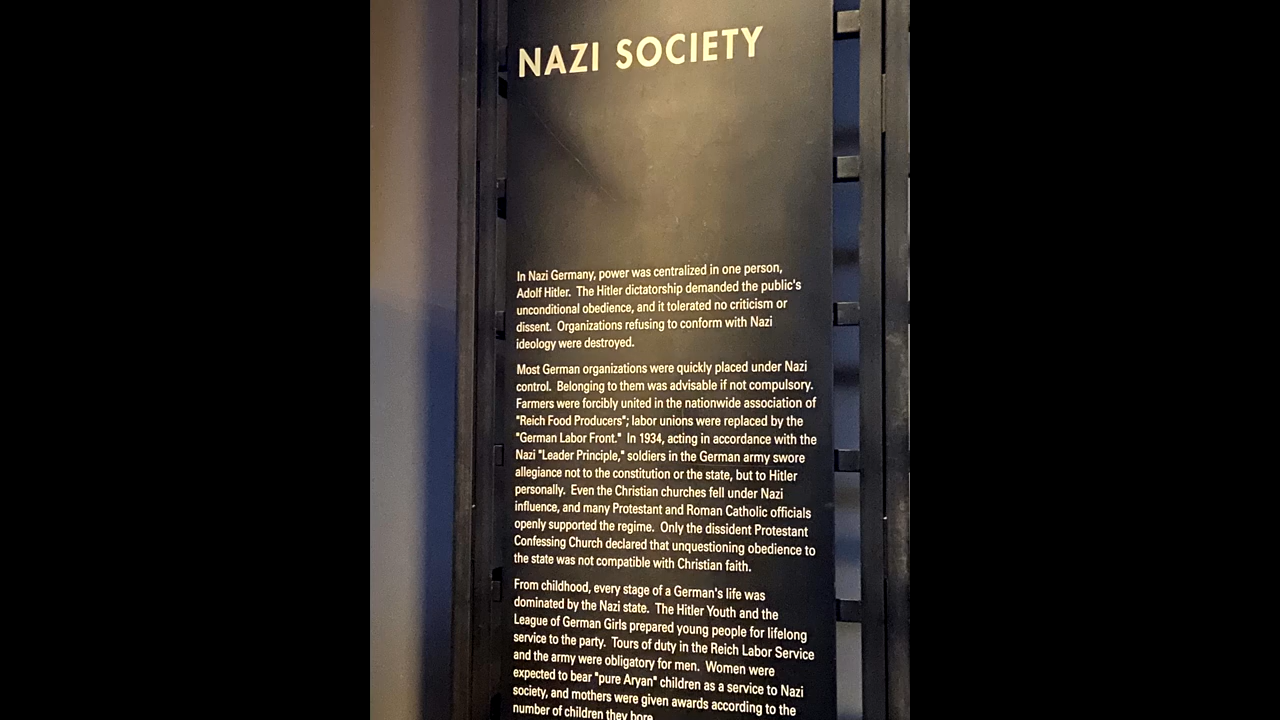 NAZI SOCIETY
In Nazi Germany, power was centralized in one person,
Adolf Hitler. The Hitler dictatorship demanded the public's
unconditional obedience, and it tolerated no criticism or
dissent. Organizations refusing to conform with Nazi
ideology were destroyed.
Most German organizations were quickly placed under Nazi
control. Belonging to them was advisable if not compulsory.
Farmers were forcibly united in the nationwide association of
"Reich Food Producers"; labor unions were replaced by the
"German Labor Front." In 1934, acting in accordance with the
Nazi "Leader Principle," soldiers in the German army swore
allegiance not to the constitution or the state, but to Hitler
personally. Even the Christian churches fell under Nazi
influence, and many Protestant and Roman Catholic officials
openly supported the regime. Only the dissident Protestant
Confessing Church declared that unquestioning obedience to
the state was not compatible with Christian faith.
From childhood, every stage of a German's life was
dominated by the Nazi state. The Hitler Youth and the
League of German Girls prepared young people for lifelong
service to the party. Tours of duty in the Reich Labor Service
and the army were obligatory for men. Women were
expected to bear "pure Aryan" children as a service to Nazi
society, and mothers were given awards according to the
number of children they bore